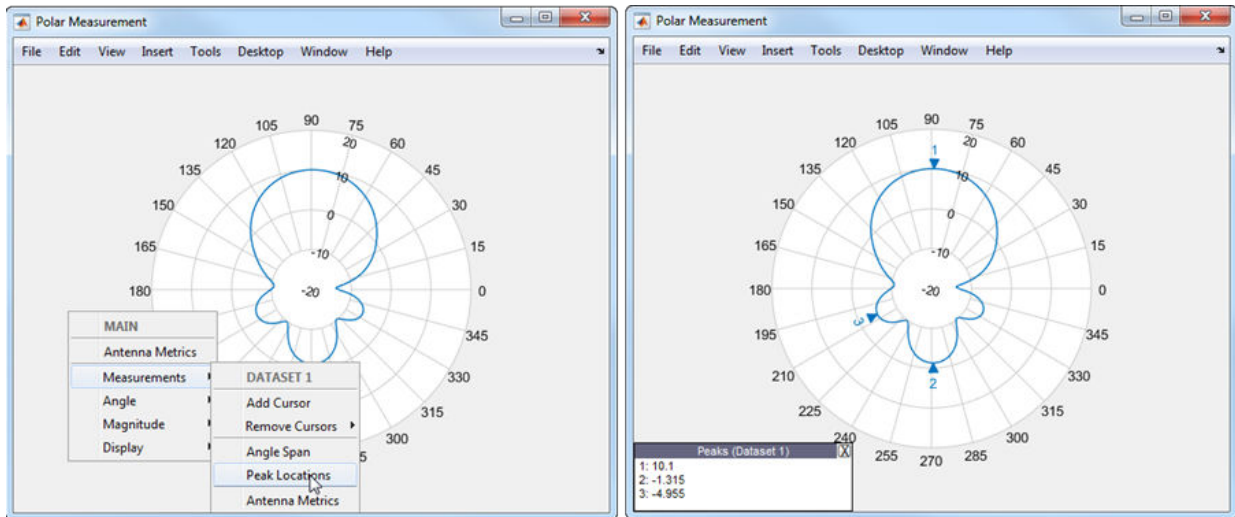 Polar Measurement
File Edit View Insert Tools Desktop Window Help
90
105 75
120 20 60
135 45
10
150 30
0
165 15
-10
180 -20 0
345
330
315
300
5
MAIN
Antenna Metrics
Measurements
Angle
Magnitude
Display
DATASET 1
Add Cursor
Remove Cursors
Angle Span
Peak Locations
Antenna Metrics
Polar Measurement
File Edit View Insert Tools Desktop Window Help
90
105 75
120 1 20 60
135 45
10
150 30
0
165 15
-10
180 -20 0
195 3 345
210 330
2
225 315
240 300
255 270 285
Peaks (Dataset 1) X
1: 10.1
2: -1.315
3: -4.955